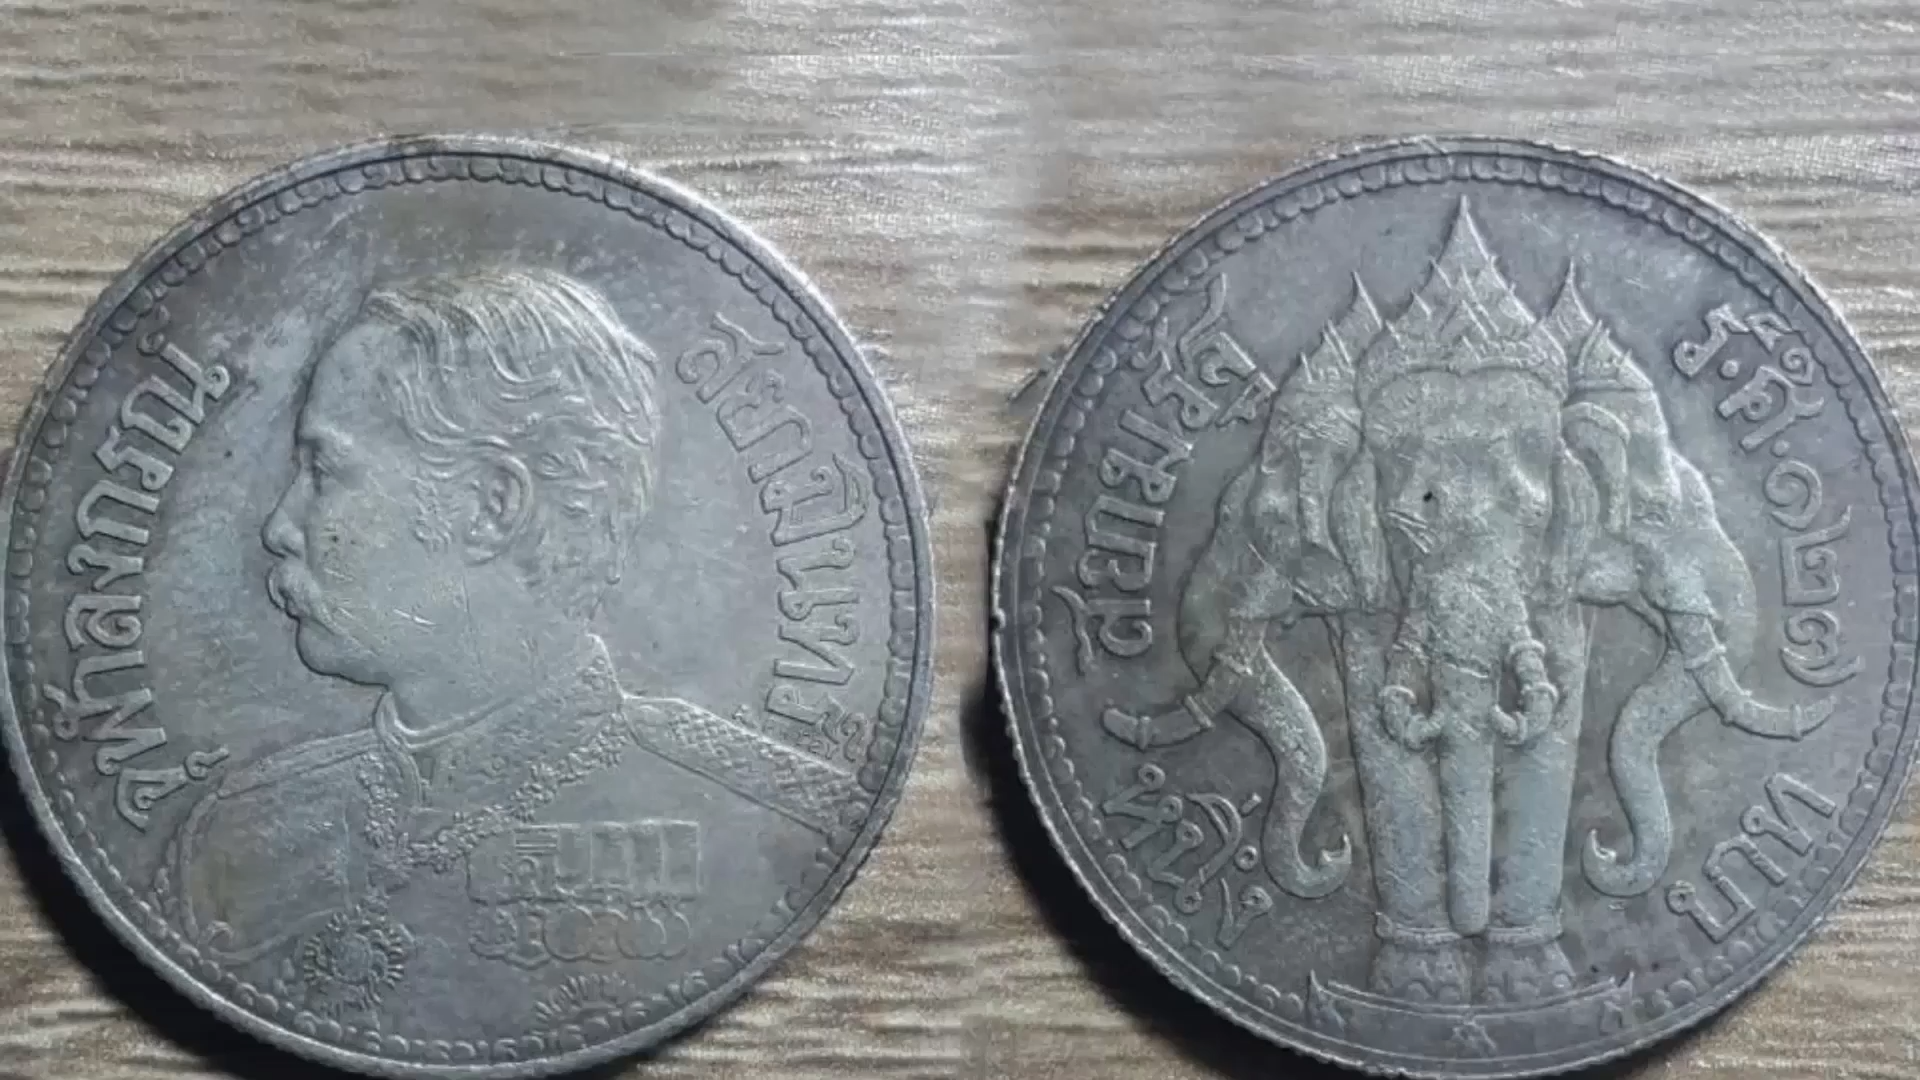 จุฬาลงกรณ์
สยามินทร์
สยามรัฐ
ร.ศ.๑๒๗
หนึ่ง
บาท